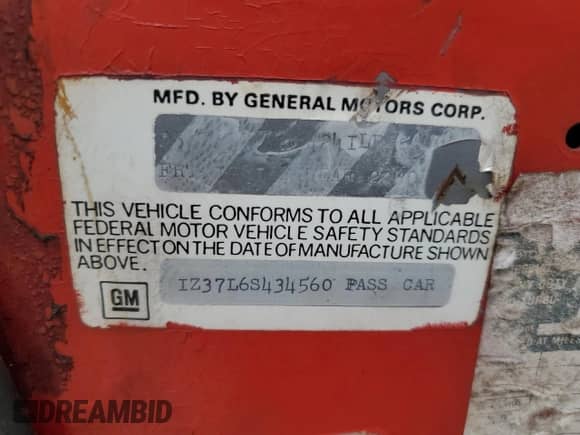 MFD. BY GENERAL MOTORS CORP.
THIS VEHICLE CONFORMS TO ALL APPLICABLE
FEDERAL MOTOR VEHICLE SAFETY STANDARDS
IN EFFECT ON THE DATE OF MANUFACTURE SHOWN
ABOVE.
GM
IZ37L6S434560 PASS CAR
DREAMBID